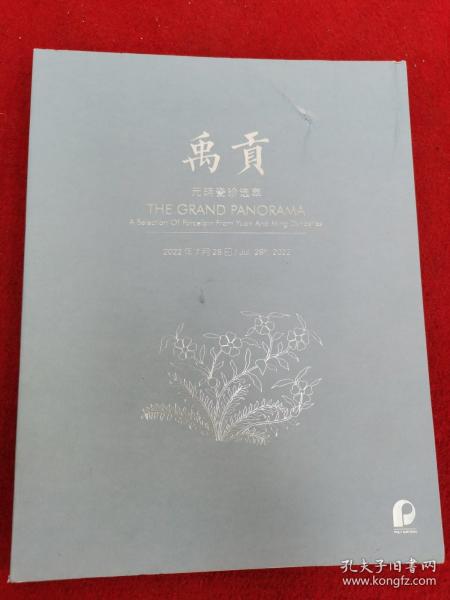 禹貢
元明瓷珍選萃
THE GRAND PANORAMA
A Selection Of Porcelain From Yuan And Ming Dynasties
2022年7月28日/Jul. 28th, 2022
孔夫子旧书网
www.kongfz.com